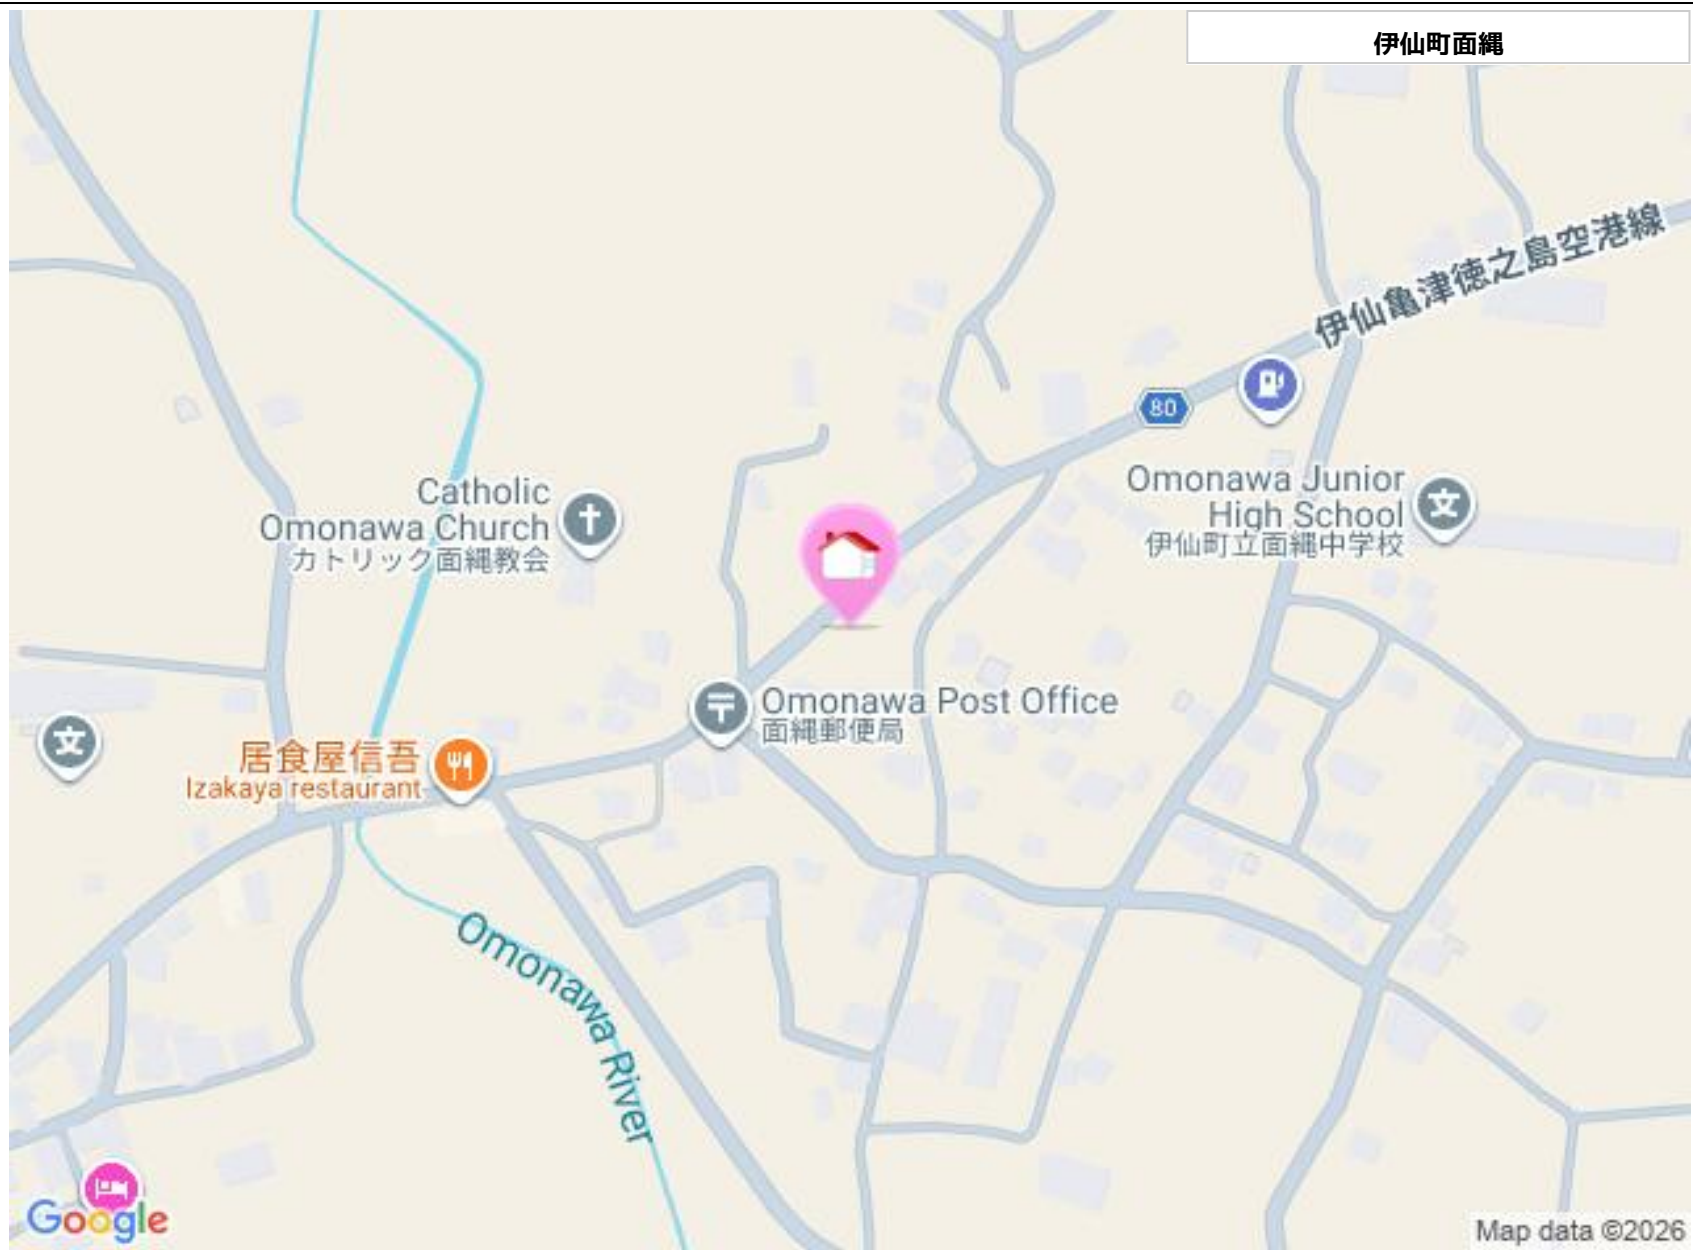 伊仙町面縄
伊仙亀津徳之島空港線
80
Catholic
Omonawa Church
カトリック面縄教会
Omonawa Junior
High School
伊仙町立面縄中学校
文
文
Omonawa Post Office
面縄郵便局
居食屋信吾
Izakaya restaurant
Omonawa River
Google
Map data ©2026